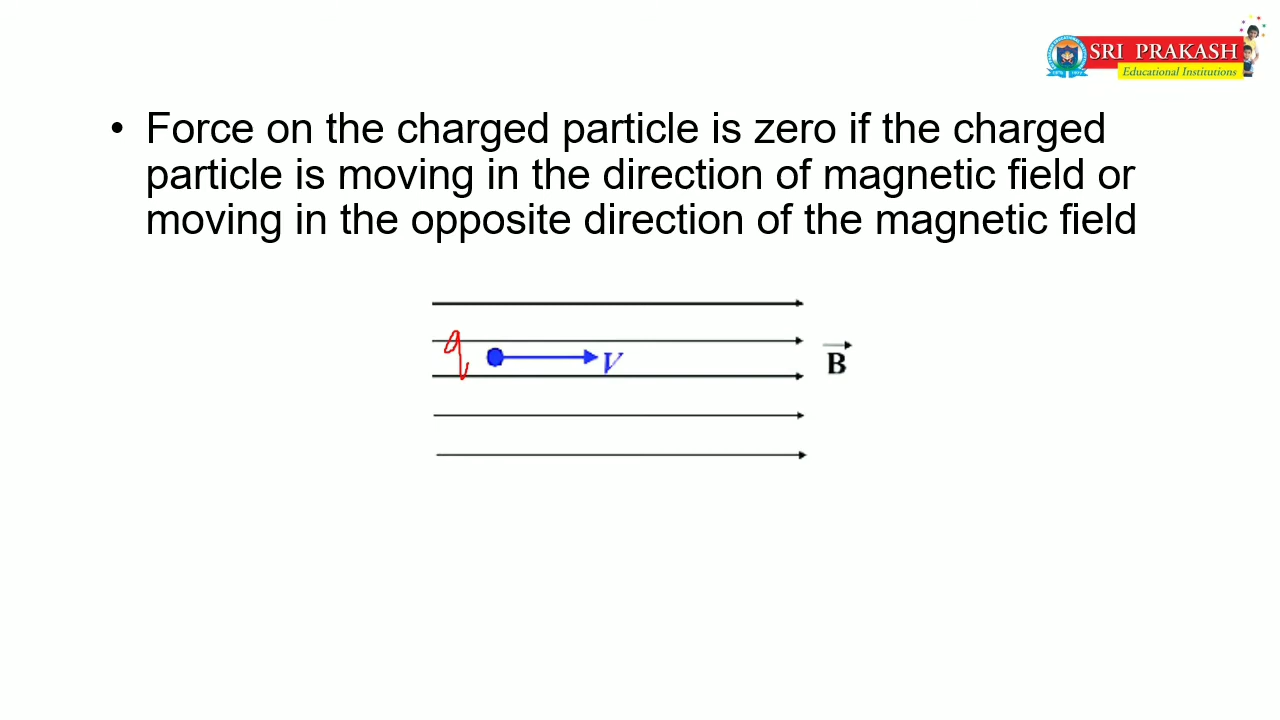 SRI PRAKASH
Educational Institutions
• Force on the charged particle is zero if the charged
particle is moving in the direction of magnetic field or
moving in the opposite direction of the magnetic field
q
V
B